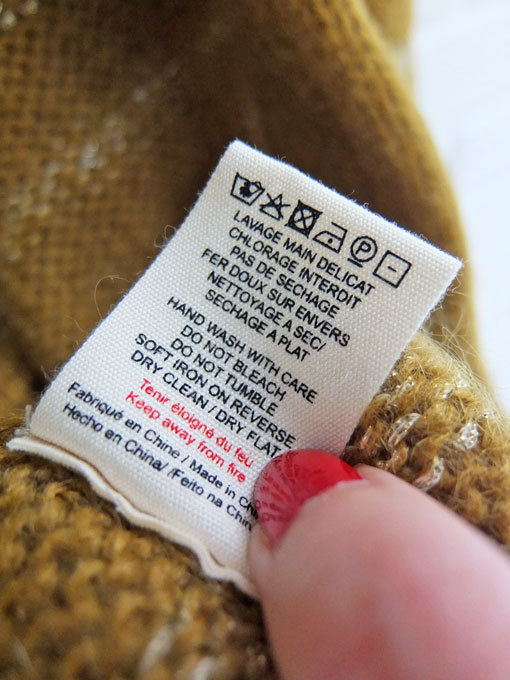 LAVAGE MAIN DELICAT
CHLORAGE INTERDIT
PAS DE SECHAGE
FER DOUX SUR ENVERS
NETTOYAGE A SEC/
SECHAGE A PLAT
HAND WASH WITH CARE
DO NOT BLEACH
DO NOT TUMBLE
SOFT IRON ON REVERSE
DRY CLEAN / DRY FLAT
Tenir éloigné du feu
Keep away from fire
Fabriqué en Chine / Made in
Hecho en China/ /Feito na